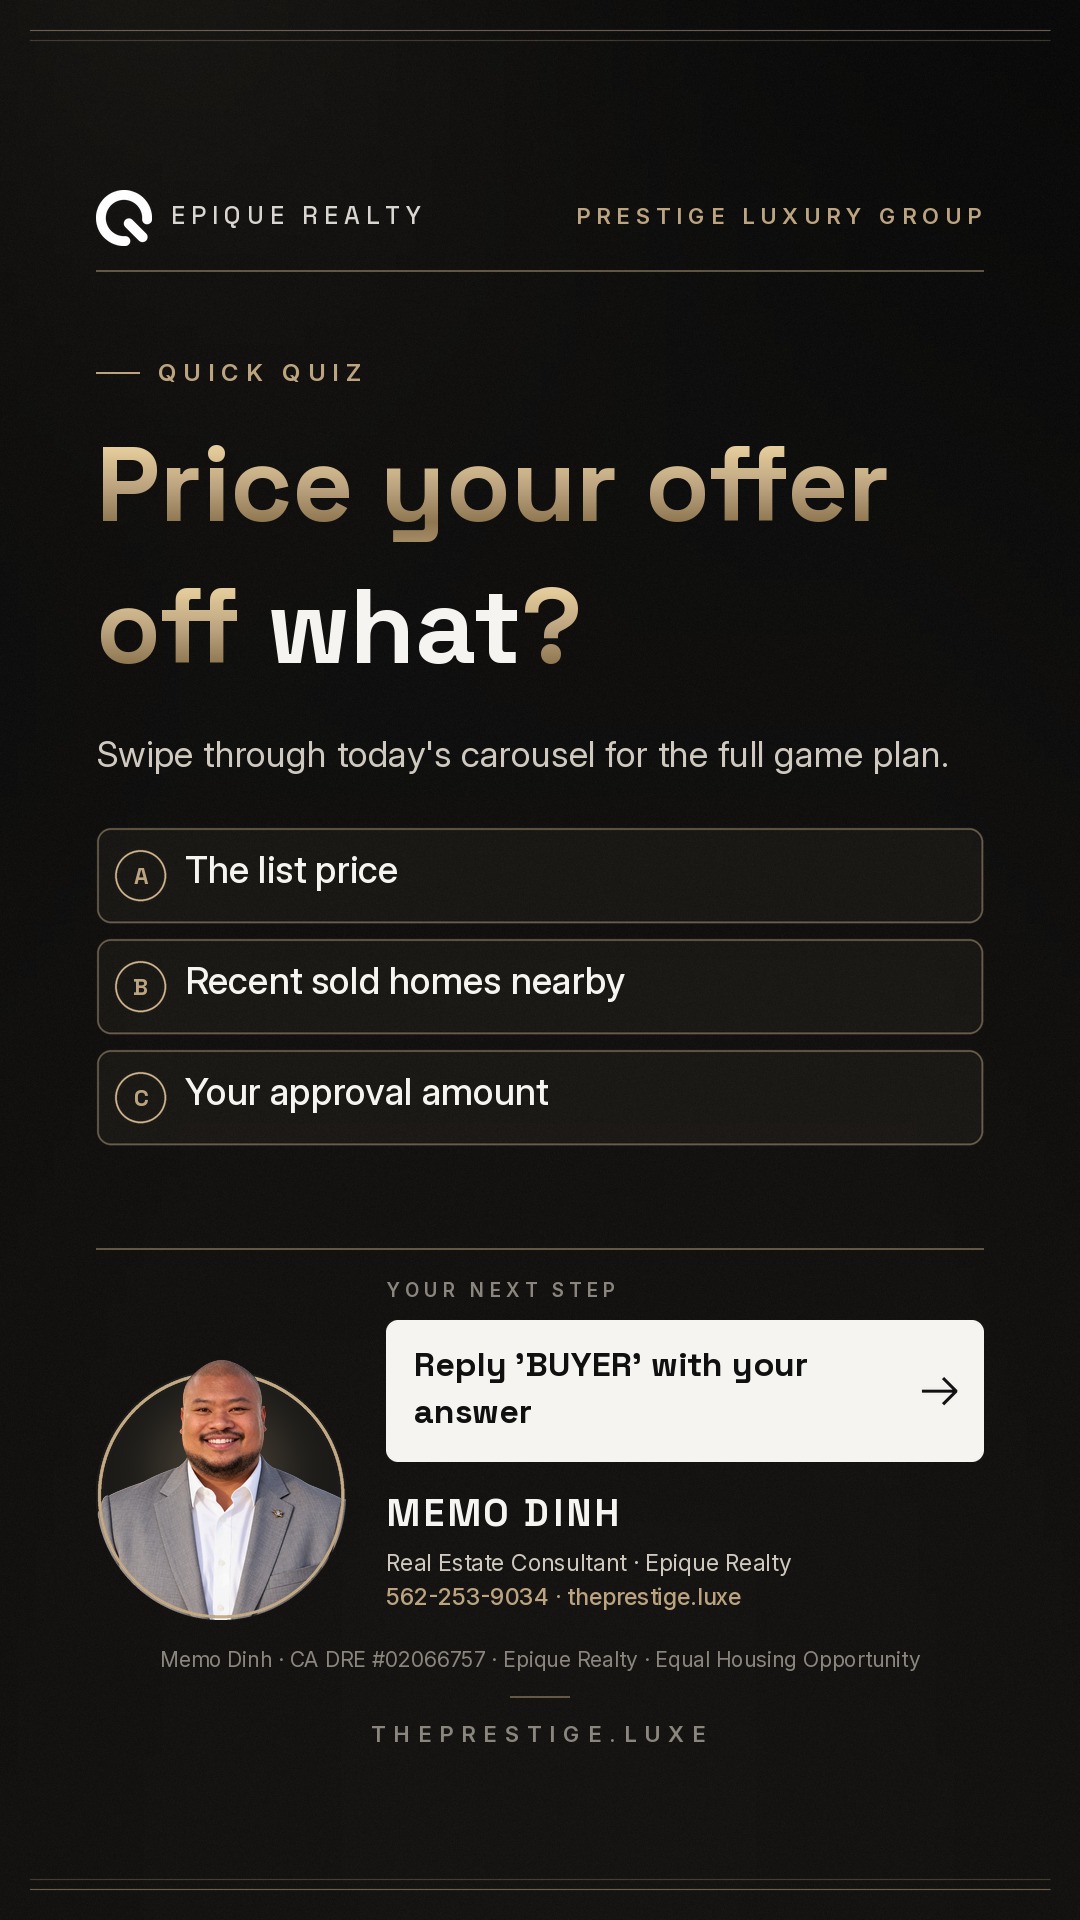 EPIQUE REALTY
PRESTIGE LUXURY GROUP
QUICK QUIZ
Price your offer
off what?
Swipe through today's carousel for the full game plan.
A The list price
B Recent sold homes nearby
C Your approval amount
YOUR NEXT STEP
Reply ’BUYER’ with your
answer
MEMO DINH
Real Estate Consultant · Epique Realty
562-253-9034 · theprestige.luxe
Memo Dinh · CA DRE #02066757 · Epique Realty · Equal Housing Opportunity
THEPRESTIGE.LUXE